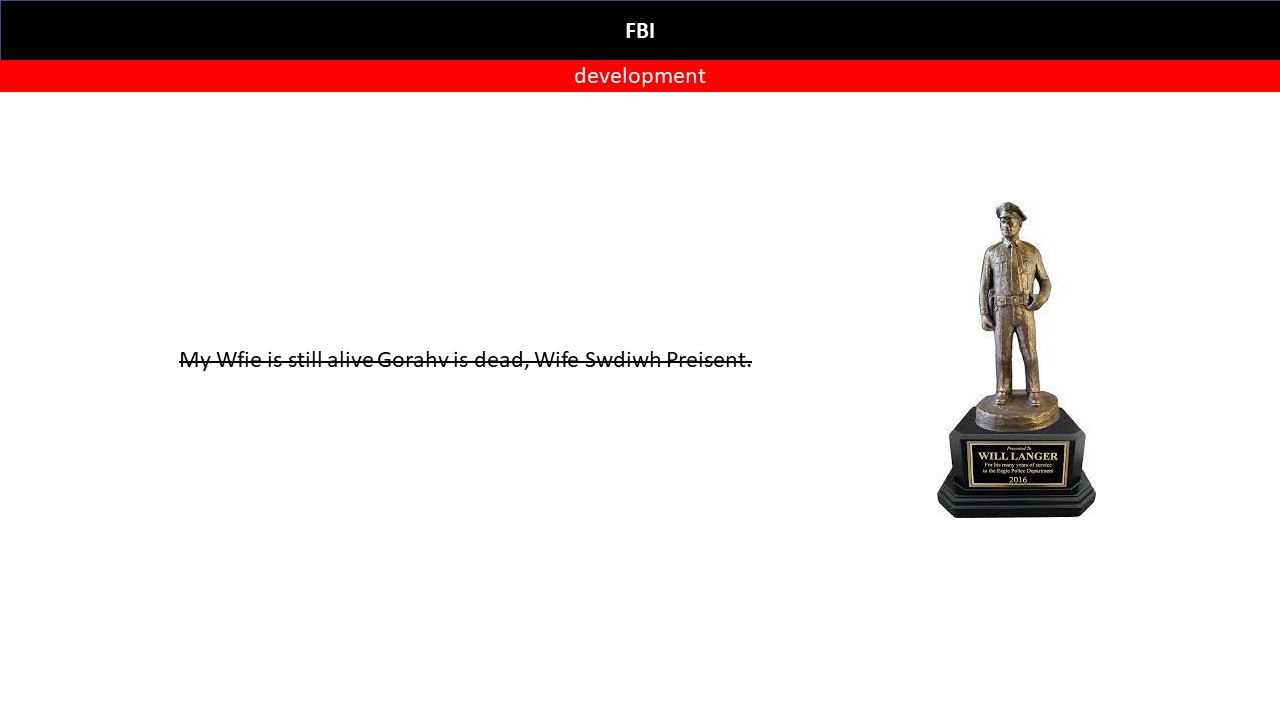 FBI
development
My Wfie is still alive Gorahv is dead, Wife Swdiwh Preisent.
Presented To
WILL LANGER
For his many years of service
to the Eagle Police Department
2016